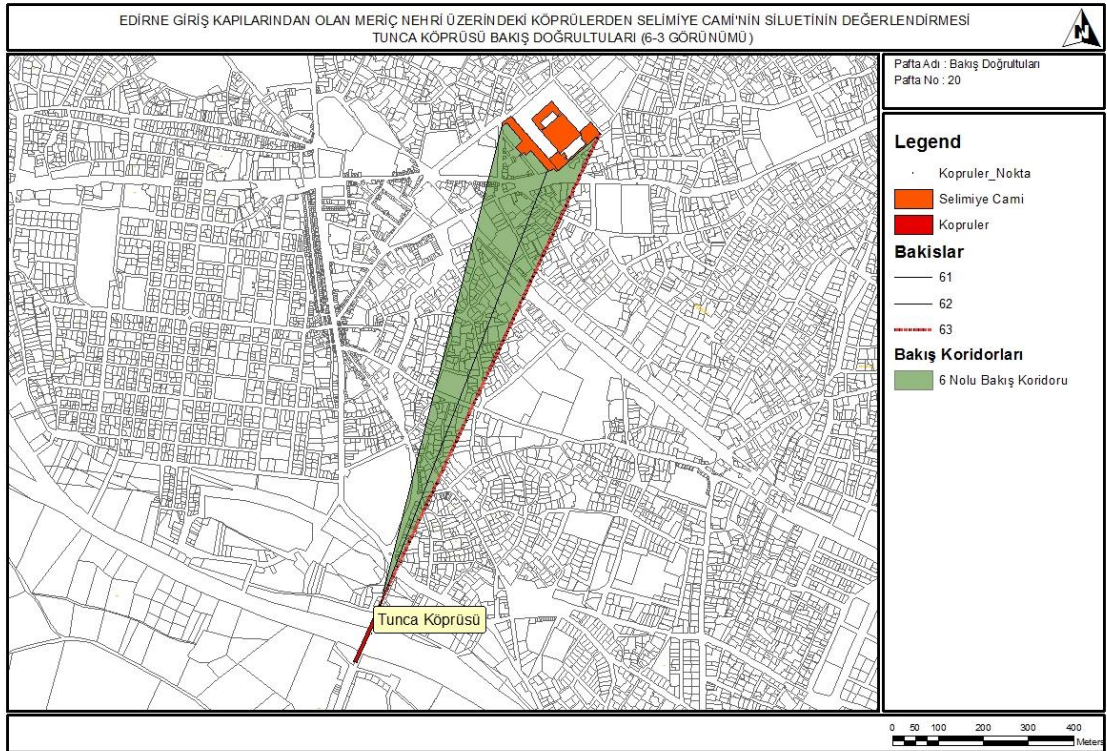 EDİRNE GİRİŞ KAPILARINDAN OLAN MERİÇ NEHRİ ÜZERİNDEKİ KÖPRÜLERDEN SELİMİYE CAMİ'NİN SİLUETİNİN DEĞERLENDİRMESİ
TUNCA KÖPRÜSÜ BAKIŞ DOĞRULTULARI (6-3 GÖRÜNÜMÜ)
N
Pafta Adı : Bakış Doğrultuları
Pafta No : 20
Legend
Kopruler_Nokta
Selimiye Cami
Kopruler
Bakislar
61
62
63
Bakış Koridorları
6 Nolu Bakış Koridoru
Tunca Köprüsü
0 50 100 200 300 400
Meters